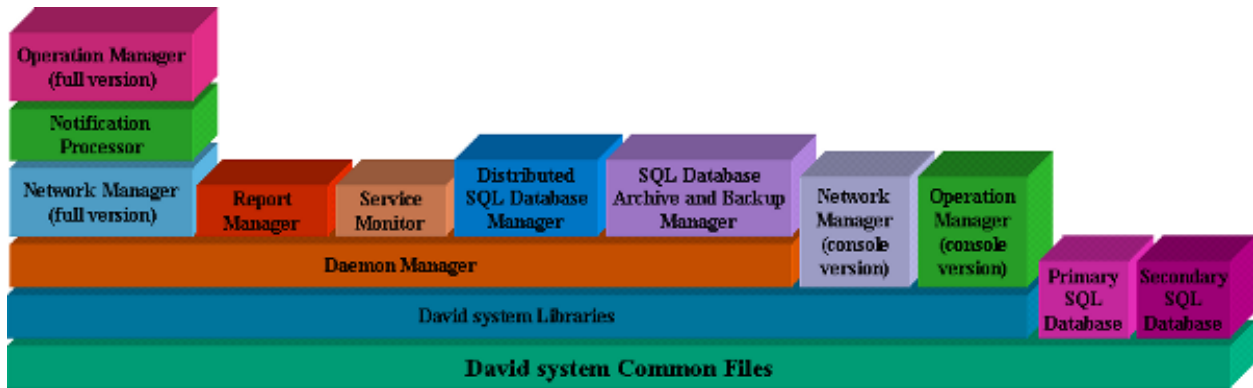 Operation Manager
(full version)
Notification
Processor
Network Manager
(full version)
Report
Manager
Service
Monitor
Distributed
SQL Database
Manager
SQL Database
Archive and Backup
Manager
Network
Manager
(console
version)
Operation
Manager
(console
version)
Daemon Manager
Primary
SQL
Database
Secondary
SQL
Database
David system Libraries
David system Common Files